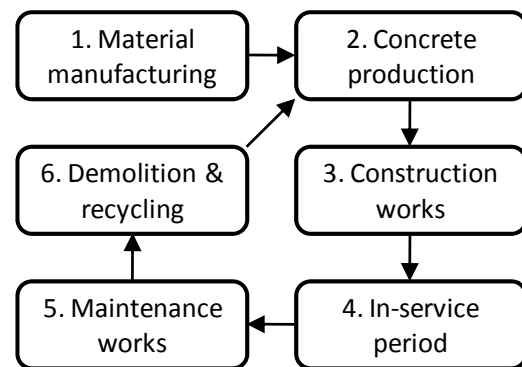 1. Material
manufacturing
2. Concrete
production
3. Construction
works
4. In-service
period
5. Maintenance
works
6. Demolition &
recycling